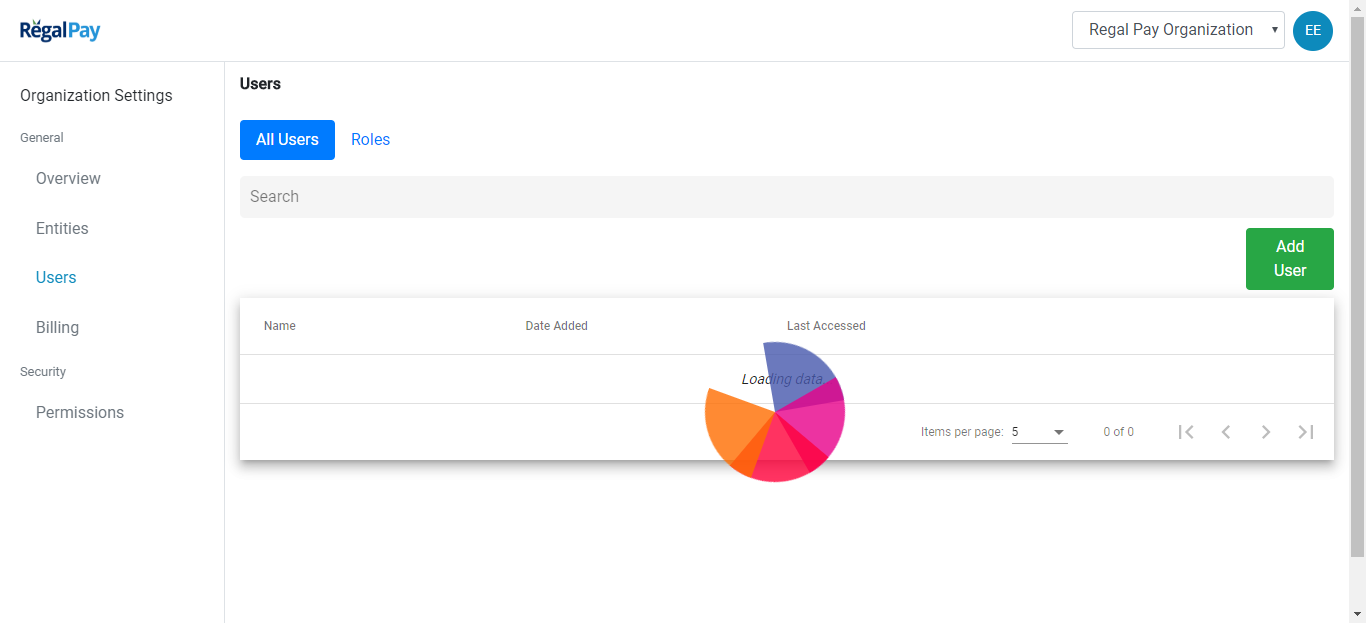 RegalPay
Regal Pay Organization
EE
Organization Settings
General
Overview
Entities
Users
Billing
Security
Permissions
Users
All Users
Roles
Search
Add
User
Name Date Added Last Accessed
Loading data
Items per page: 5 0 of 0